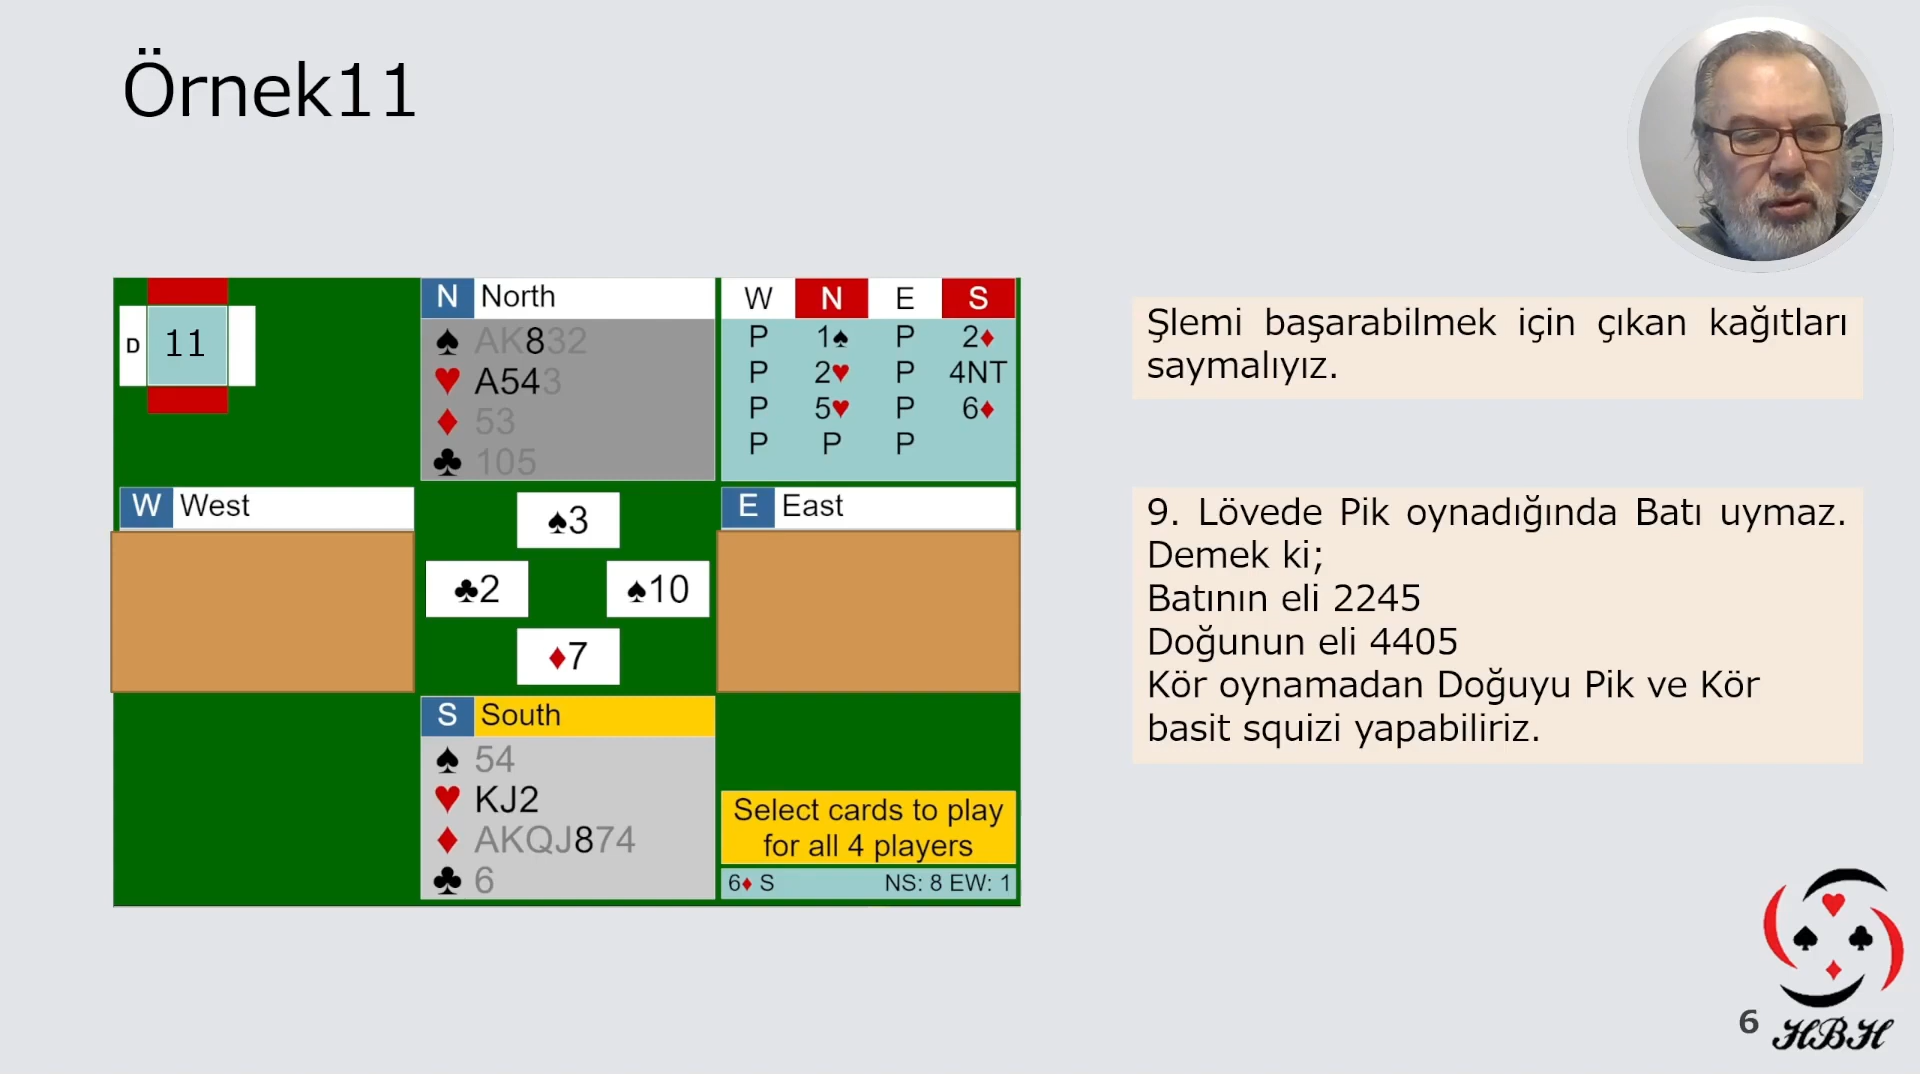 Örnek11
D
11
N North
♠ AK832
♥ A543
♦ 53
♣ 105
W N E S
P 1♠ P 2♦
P 2♥ P 4NT
P 5♥ P 6♦
P P P
W West
♠3
♣2
♠10
♦7
E East
S South
♠ 54
♥ KJ2
♦ AKQJ874
♣ 6
Select cards to play
for all 4 players
6♦ S NS: 8 EW: 1
Şlemi başarabilmek için çıkan kağıtları
saymalıyız.
9. Lövede Pik oynadığında Batı uymaz.
Demek ki;
Batının eli 2245
Doğunun eli 4405
Kör oynamadan Doğuyu Pik ve Kör
basit squizi yapabiliriz.
6
HBH